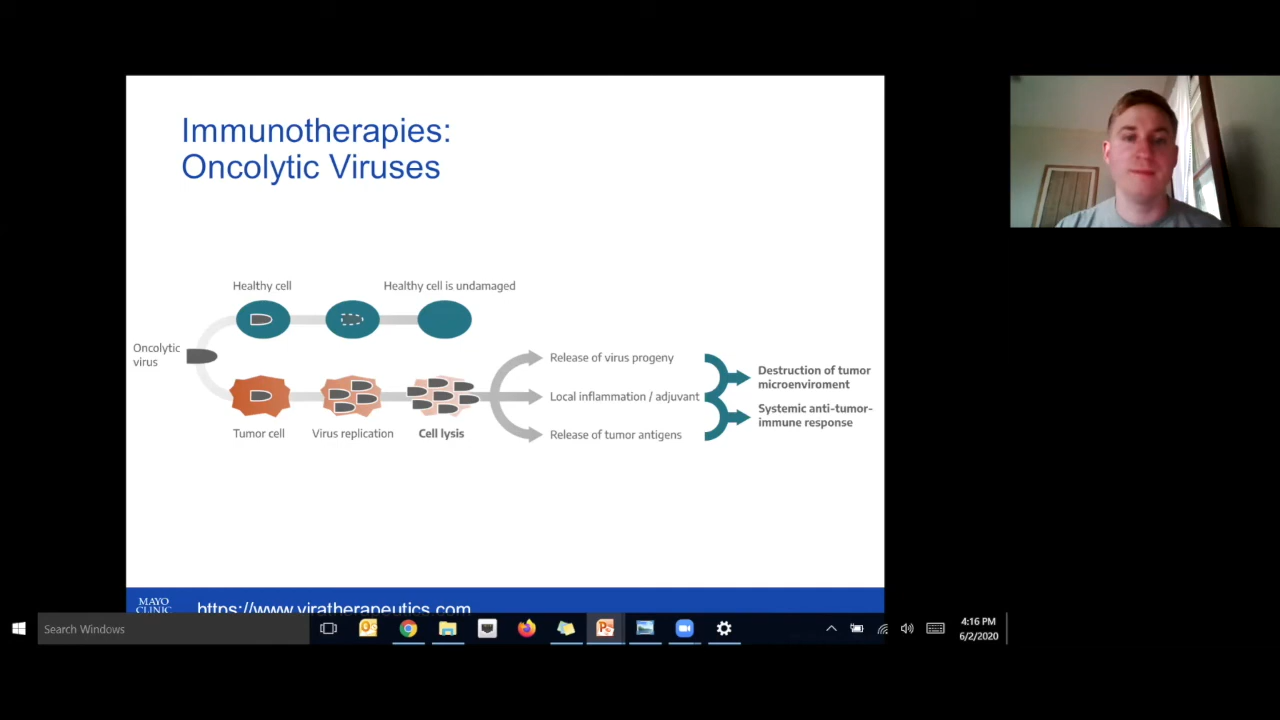 Immunotherapies:
Oncolytic Viruses
Healthy cell
Healthy cell is undamaged
Oncolytic
virus
Tumor cell
Virus replication
Cell lysis
Release of virus progeny
Local inflammation / adjuvant
Release of tumor antigens
Destruction of tumor
microenviroment
Systemic anti-tumor-
immune response
MAYO
CLINIC
https://www.viratherapeutics.com
Search Windows
4:16 PM
6/2/2020